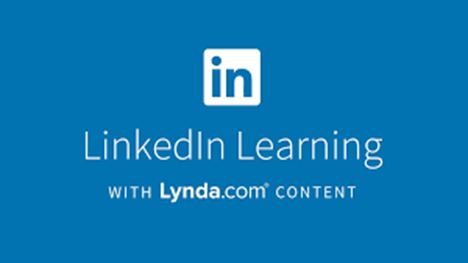 in
LinkedIn Learning
WITH Lynda.com® CONTENT